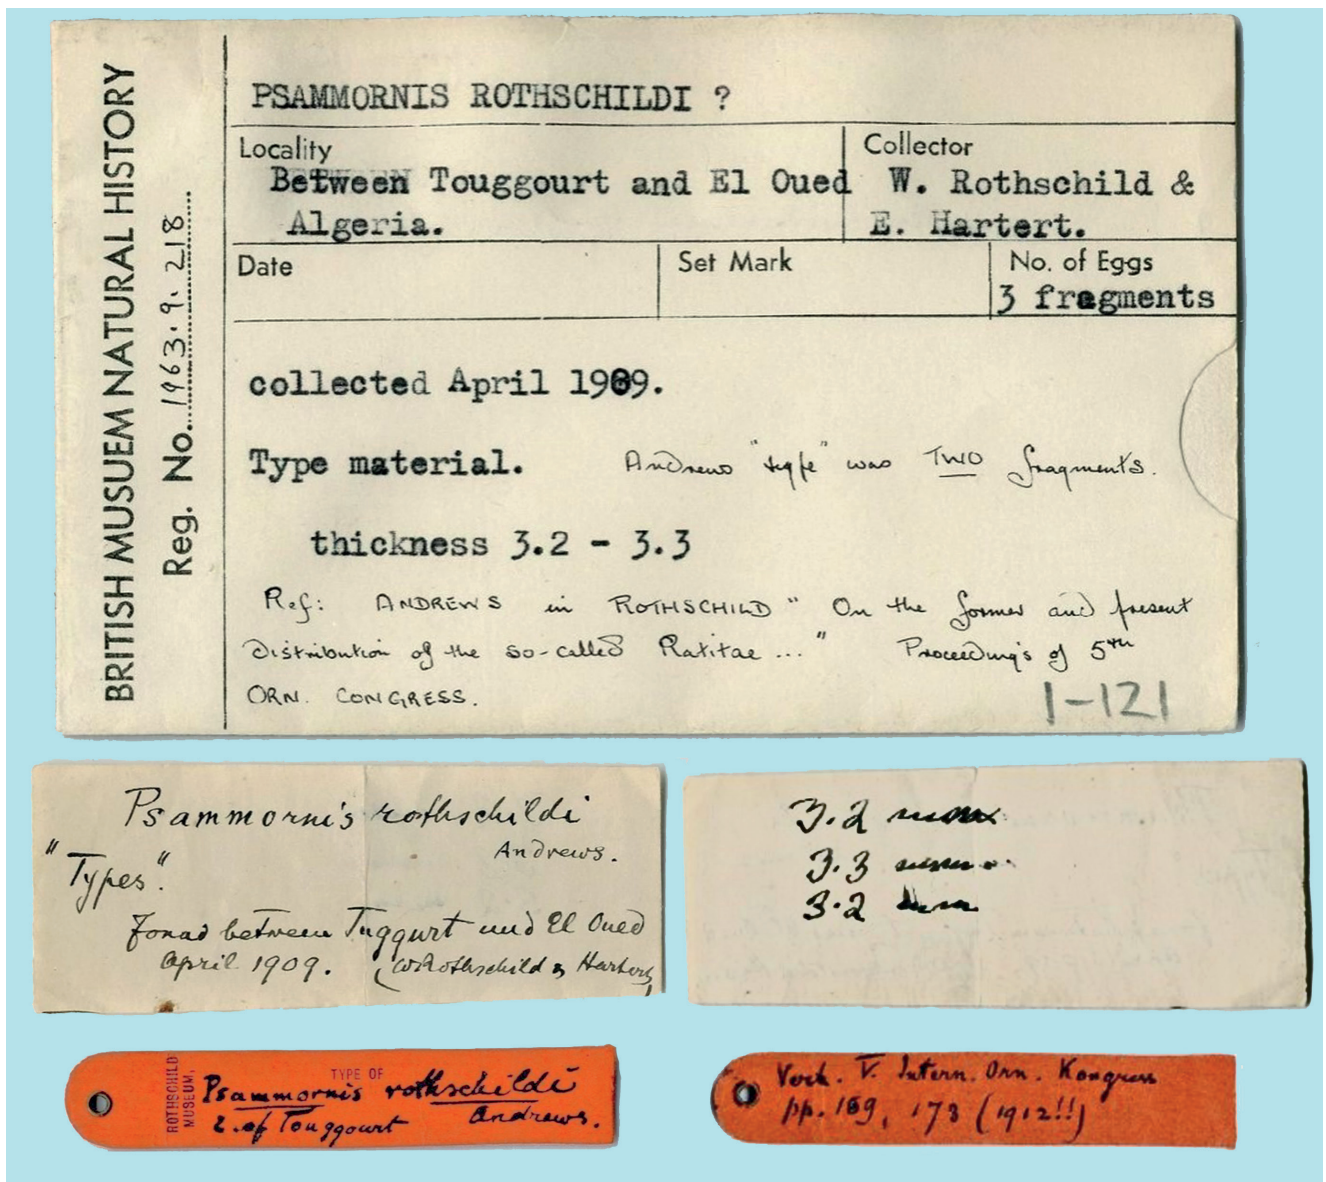 BRITISH MUSUEM NATURAL HISTORY
Reg. No. 1963.9.218
PSAMMORNIS ROTHSCHILDI ?
Locality
Between Touggourt and El Oued
Algeria.
Collector
W. Rothschild &
E. Hartert.
Date
Set Mark
No. of Eggs
3 fragments
collected April 1909.
Type material. Andrews "type" was TWO fragments.
thickness 3.2 - 3.3
Ref: ANDREWS in ROTHSCHILD "On the former and present
distribution of the so-called Ratitae ..." Proceedings of 5th
ORN. CONGRESS.
1-121
Psammornis rothschildi
Andrews.
"Types".
Found between Tuggurt und El Oued
April 1909. (W Rothschild & Hartert)
3.2 mm
3.3 mm
3.2 mm
ROTHSCHILD
MUSEUM.
TYPE OF
Psammornis rothschildi
Andrews.
of Touggourt
Verh. V. Intern. Orn. Kongress
pp. 169, 173 (1912!!)